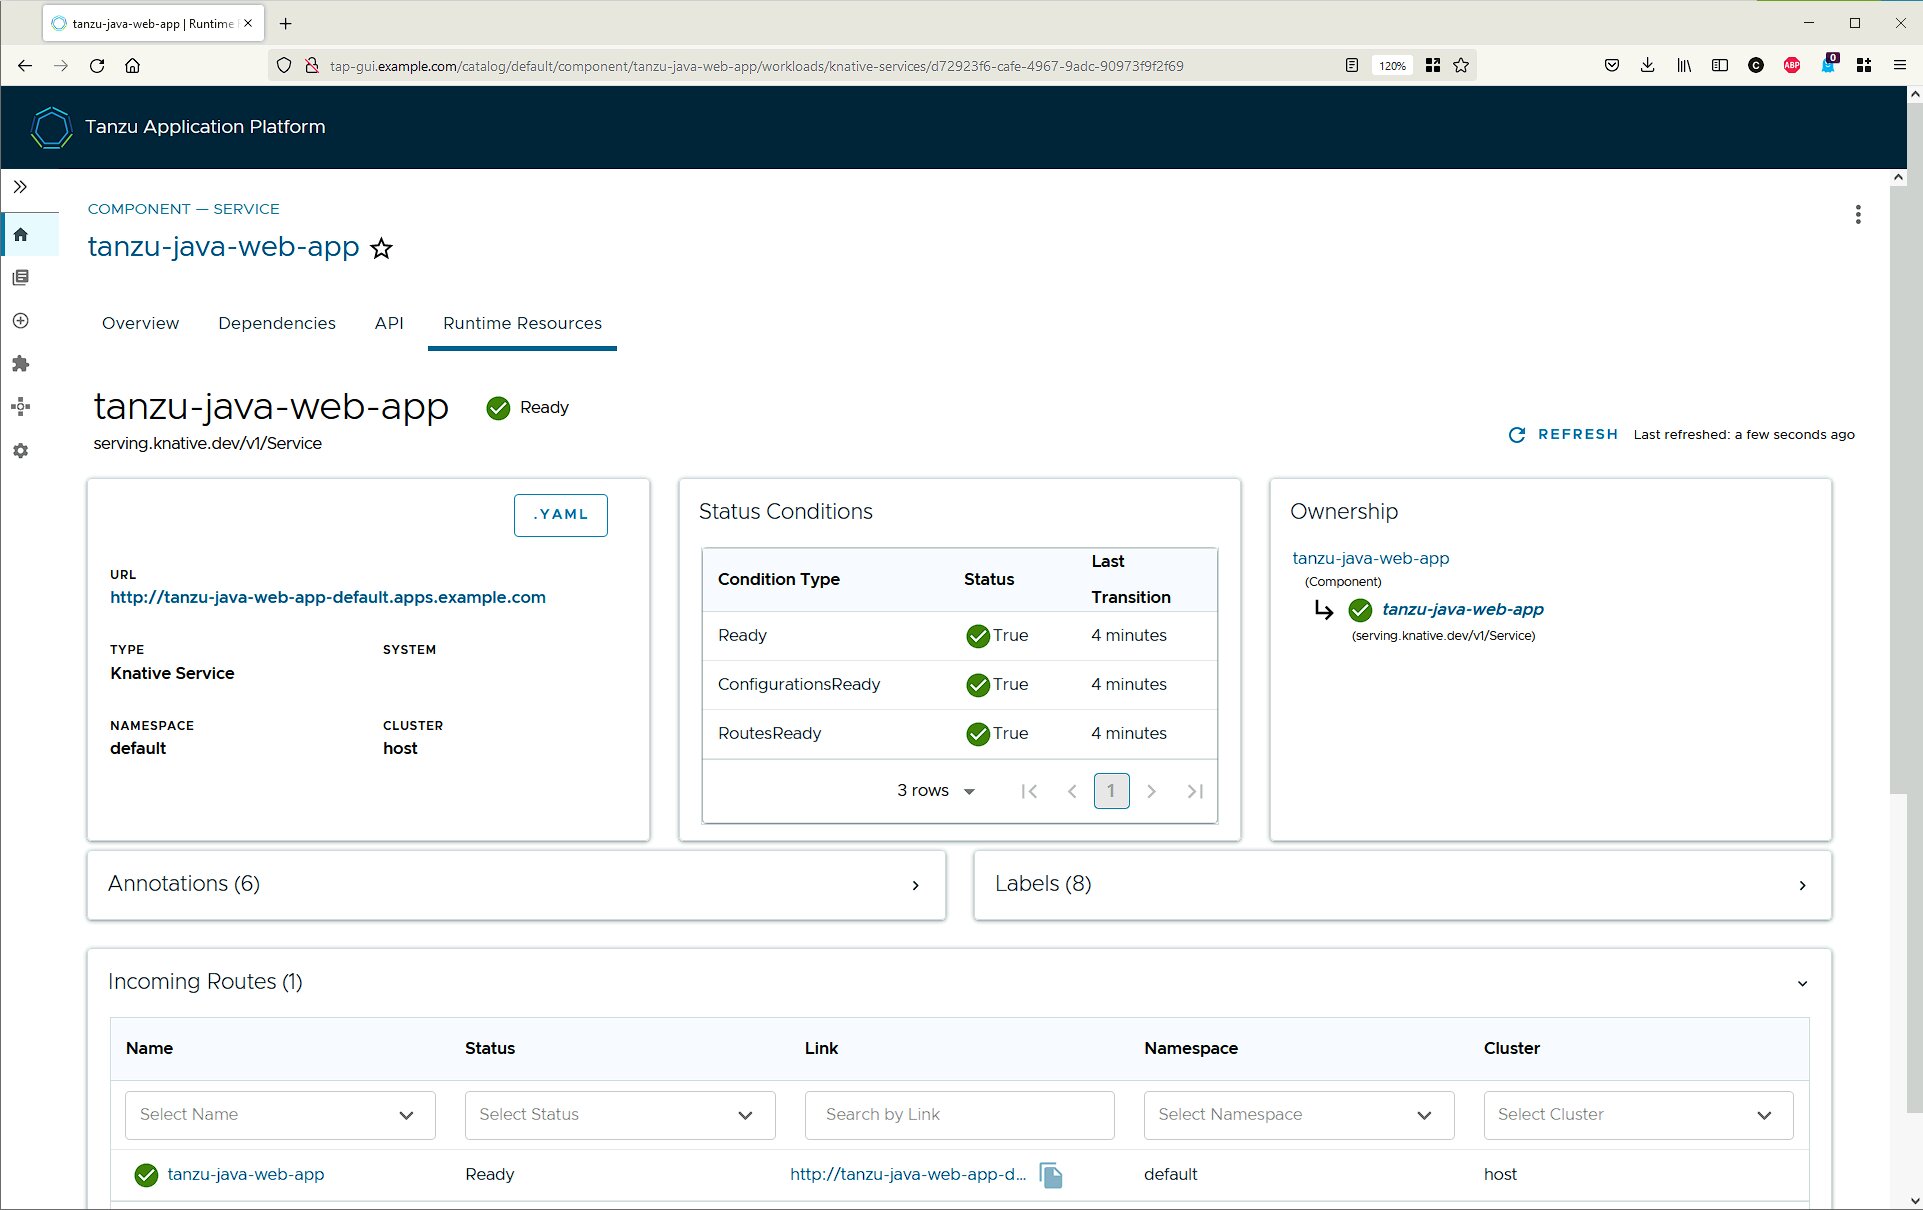 tanzu-java-web-app | Runtime
tap-gui.example.com/catalog/default/component/tanzu-java-web-app/workloads/knative-services/d72923f6-cafe-4967-9adc-90973f9f2f69
120%
C
ABP
0
Tanzu Application Platform
COMPONENT — SERVICE
tanzu-java-web-app
Overview
Dependencies
API
Runtime Resources
tanzu-java-web-app
Ready
serving.knative.dev/v1/Service
REFRESH
Last refreshed: a few seconds ago
.YAML
URL
http://tanzu-java-web-app-default.apps.example.com
TYPE
SYSTEM
Knative Service
NAMESPACE
CLUSTER
default
host
Status Conditions
Condition Type
Status
Last
Transition
Ready
True
4 minutes
ConfigurationsReady
True
4 minutes
RoutesReady
True
4 minutes
3 rows
1
Ownership
tanzu-java-web-app
(Component)
tanzu-java-web-app
(serving.knative.dev/v1/Service)
Annotations (6)
Labels (8)
Incoming Routes (1)
Name
Status
Link
Namespace
Cluster
Select Name
Select Status
Search by Link
Select Namespace
Select Cluster
tanzu-java-web-app
Ready
http://tanzu-java-web-app-d...
default
host